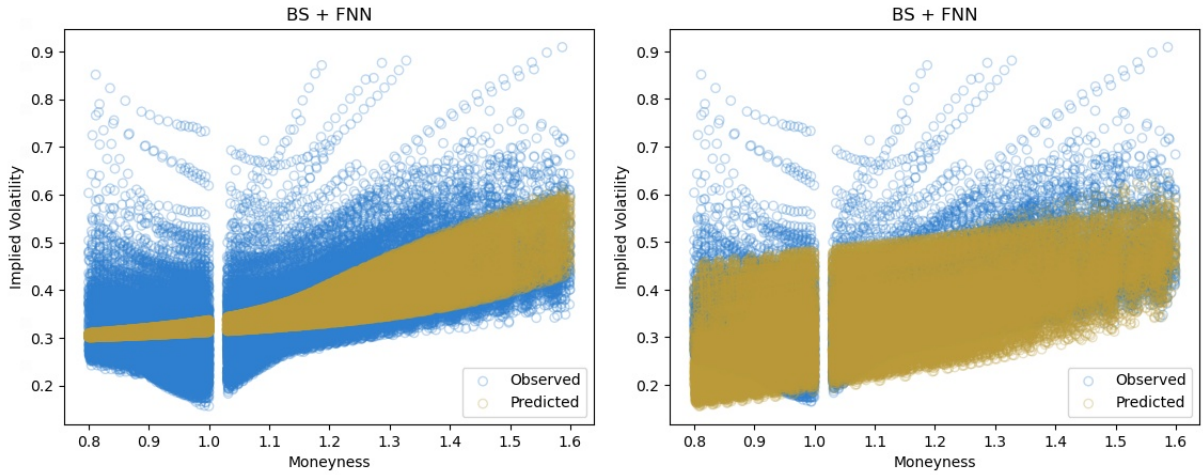 BS + FNN
Implied Volatility
0.9
0.8
0.7
0.6
0.5
0.4
0.3
0.2
Observed
Predicted
0.8 0.9 1.0 1.1 1.2 1.3 1.4 1.5 1.6
Moneyness
BS + FNN
Implied Volatility
0.9
0.8
0.7
0.6
0.5
0.4
0.3
0.2
Observed
Predicted
0.8 0.9 1.0 1.1 1.2 1.3 1.4 1.5 1.6
Moneyness